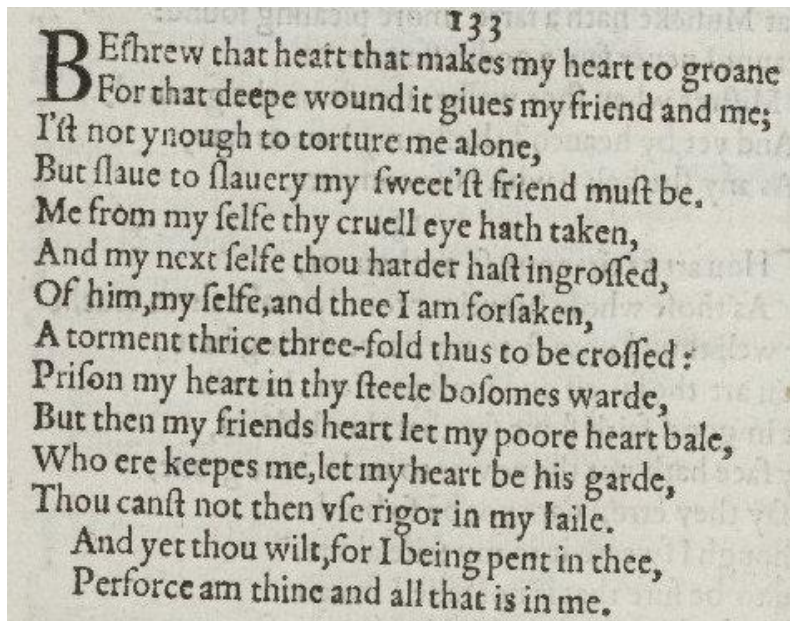 133
BEſhrew that heart that makes my heart to groane
For that deepe wound it giues my friend and me;
I'ſt not ynough to torture me alone,
But ſlaue to ſlauery my ſweet'ſt friend muſt be.
Me from my ſelfe thy cruell eye hath taken,
And my next ſelfe thou harder haſt ingroſſed,
Of him,my ſelfe,and thee I am forſaken,
A torment thrice three-fold thus to be croſſed:
Priſon my heart in thy ſteele boſomes warde,
But then my friends heart let my poore heart bale,
Who ere keepes me,let my heart be his garde,
Thou canſt not then vſe rigor in my Iaile.
And yet thou wilt,for I being pent in thee,
Perforce am thine and all that is in me.